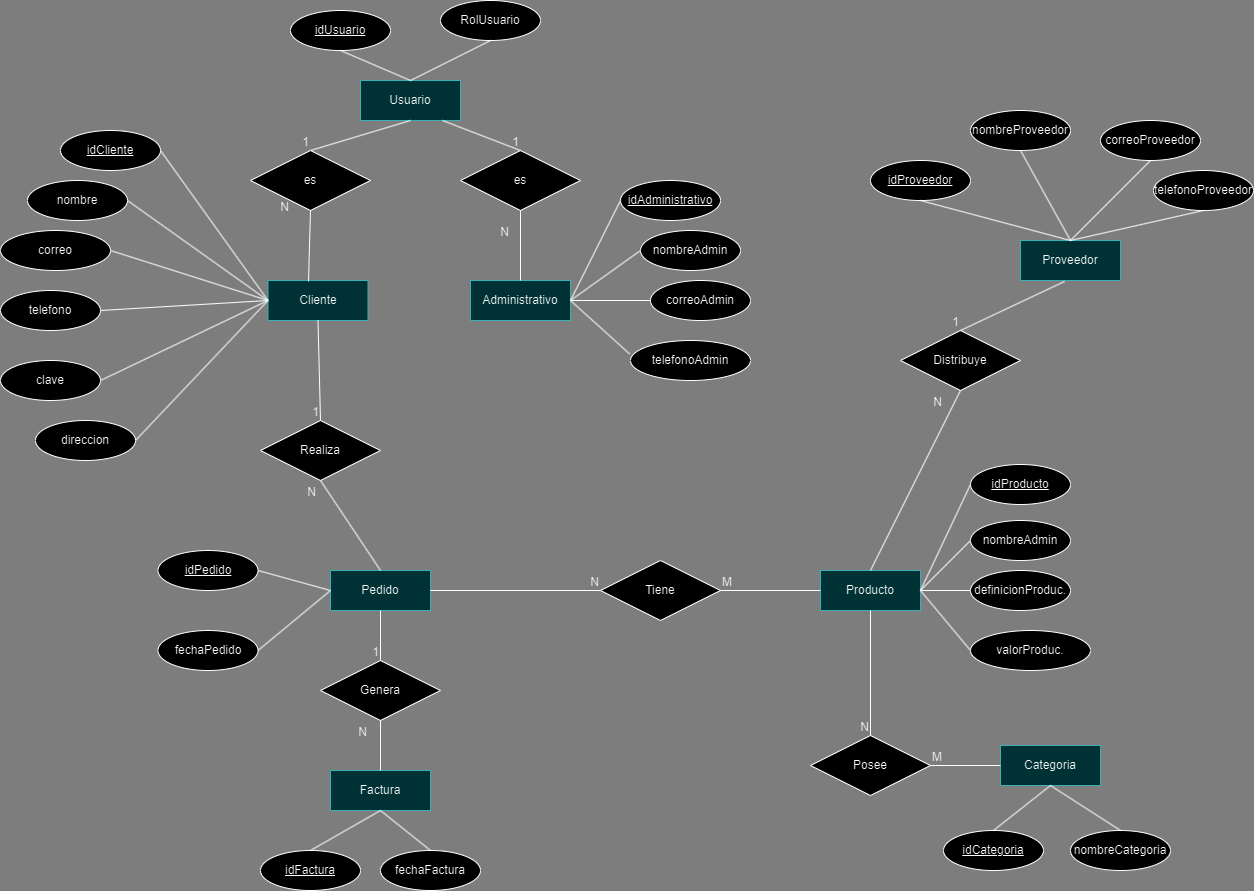 idUsuario
RolUsuario
Usuario
1
1
es
N
es
N
idCliente
nombre
correo
telefono
clave
direccion
Cliente
idAdministrativo
nombreAdmin
correoAdmin
telefonoAdmin
Administrativo
nombreProveedor
correoProveedor
idProveedor
telefonoProveedor
Proveedor
1
Distribuye
N
1
Realiza
N
idPedido
fechaPedido
Pedido
N
Tiene
M
Producto
idProducto
nombreAdmin
definicionProduc.
valorProduc.
1
Genera
N
Factura
idFactura
fechaFactura
N
Posee
M
Categoria
idCategoria
nombreCategoria